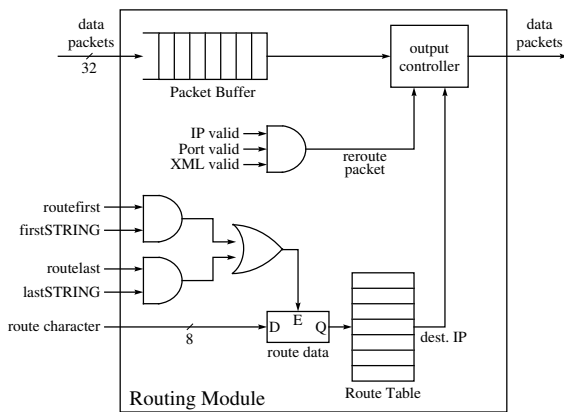 data
packets
32
Packet Buffer
output
controller
data
packets
IP valid
Port valid
XML valid
reroute
packet
routefirst
firstSTRING
routelast
lastSTRING
route character
8
D
E
Q
route data
dest. IP
Route Table
Routing Module